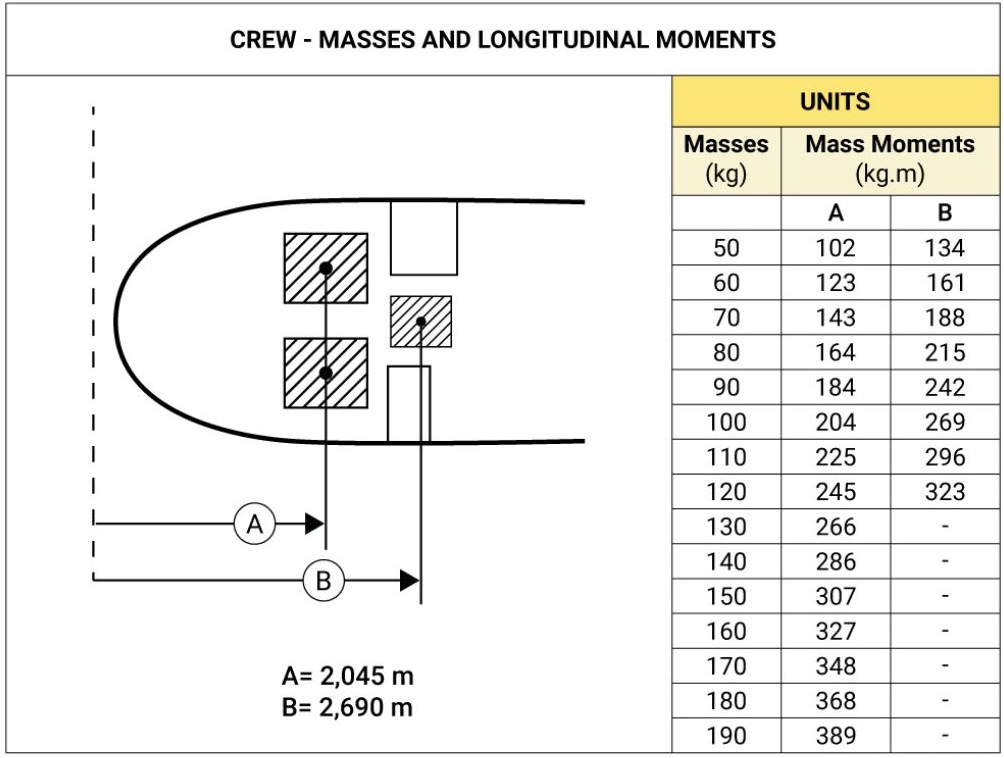 CREW - MASSES AND LONGITUDINAL MOMENTS
UNITS
Masses Mass Moments
(kg) (kg.m)
A B
50 102 134
60 123 161
70 143 188
80 164 215
90 184 242
100 204 269
110 225 296
120 245 323
130 266 -
140 286 -
150 307 -
160 327 -
170 348 -
180 368 -
190 389 -
A
B
A= 2,045 m
B= 2,690 m